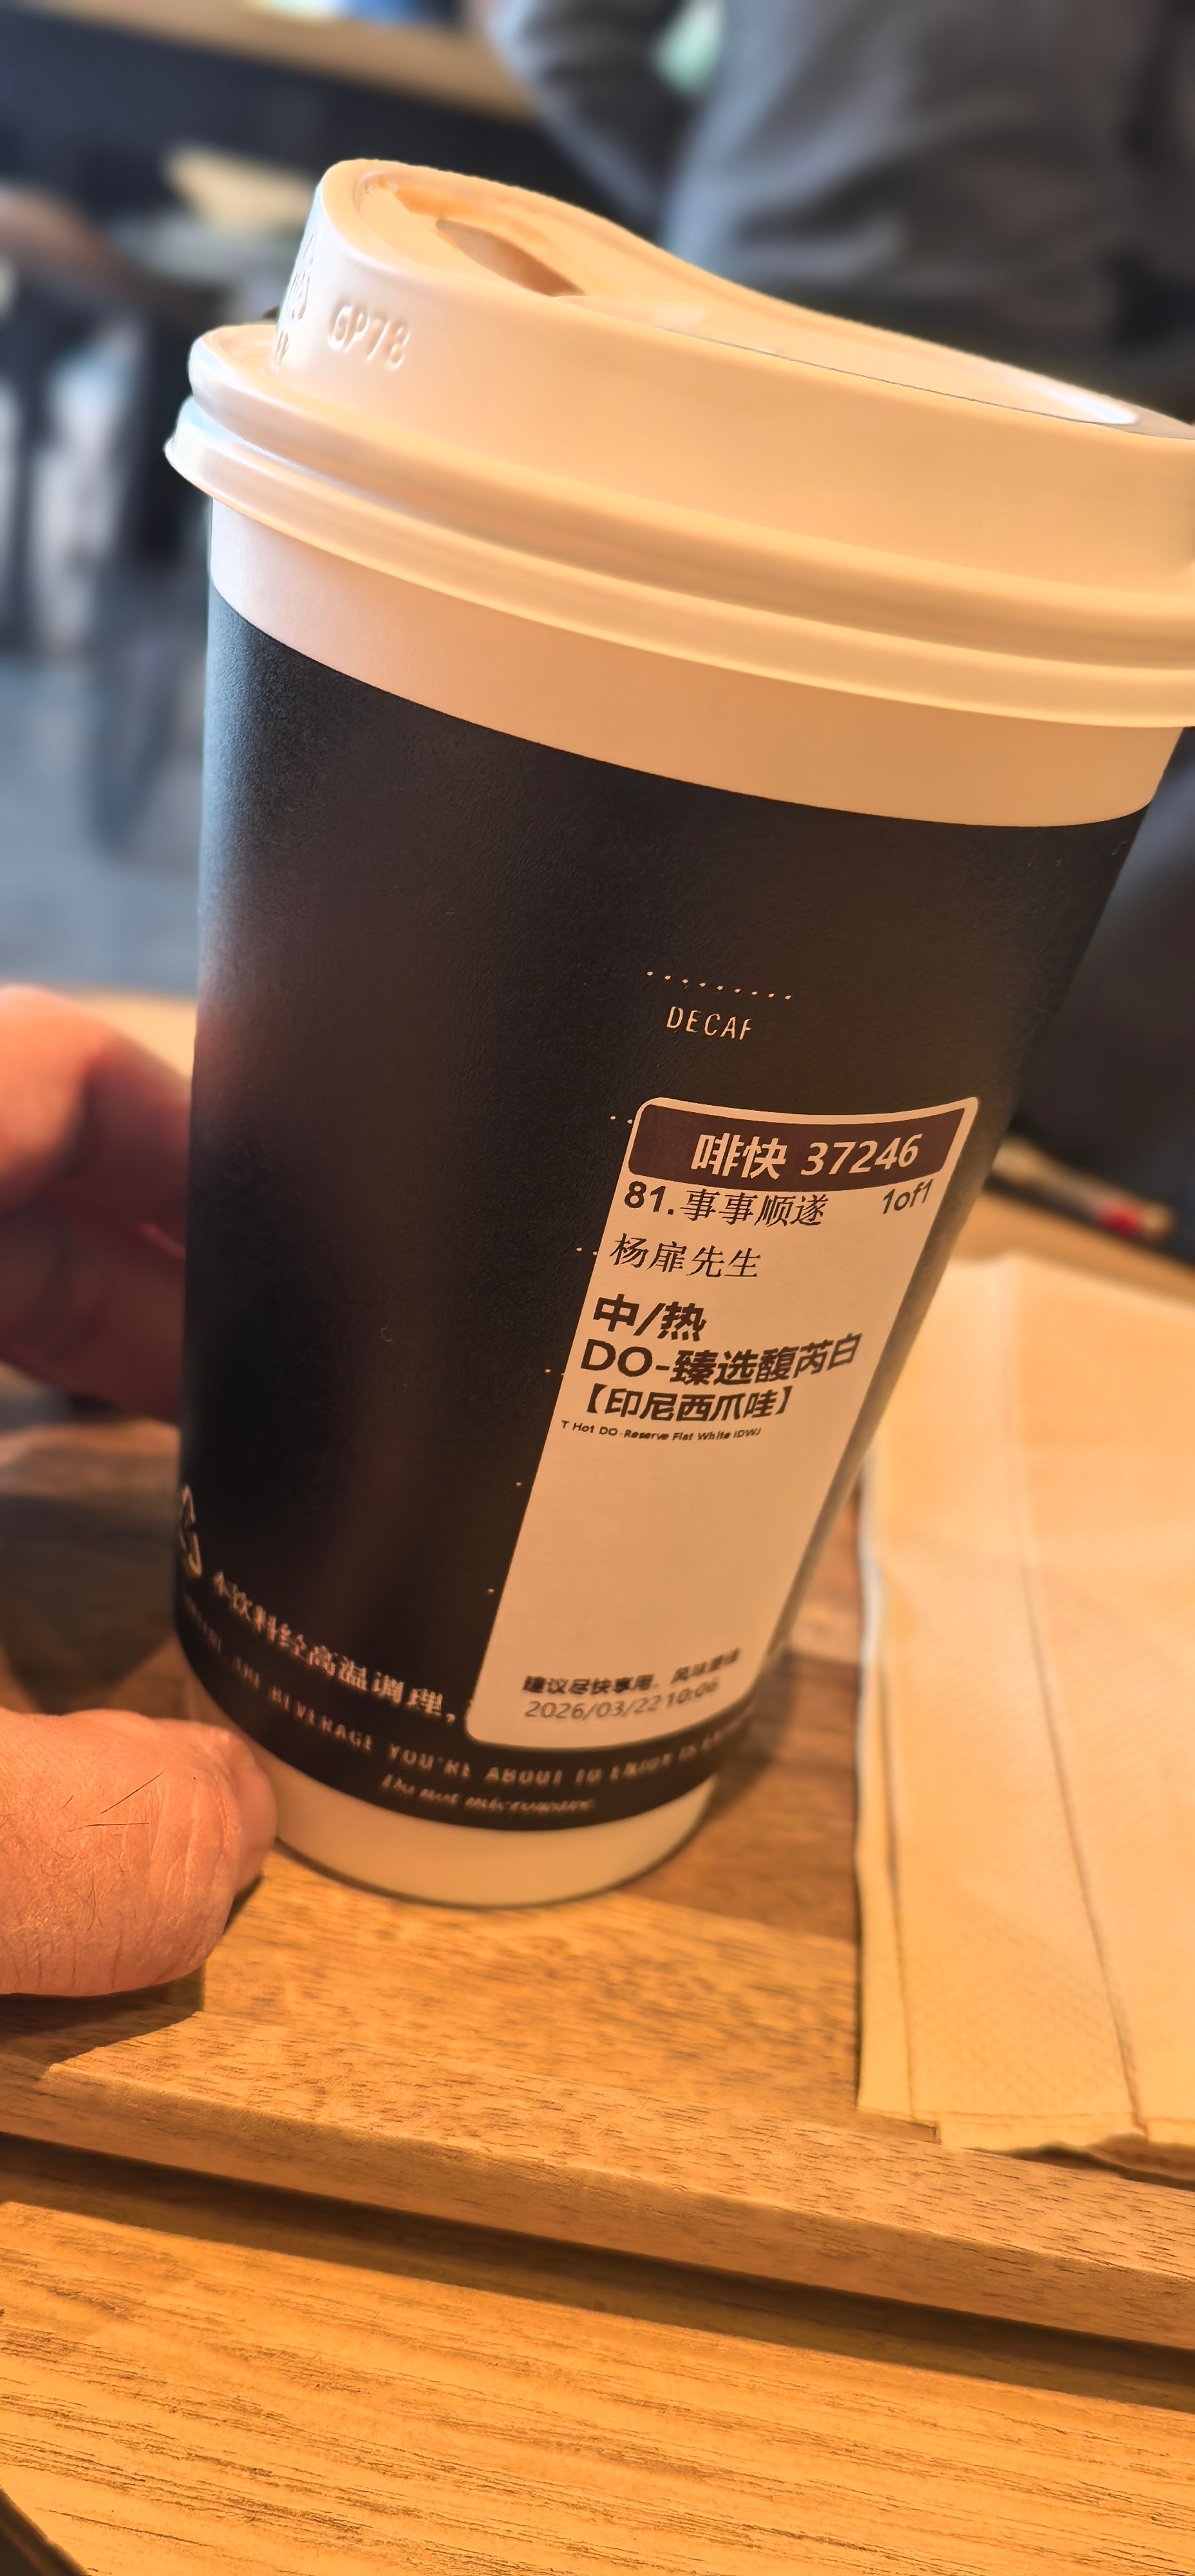 GP78
DECAF
啡快 37246
81.事事顺遂 1of1
杨扉先生
中/热
DO-臻选馥芮白
【印尼西爪哇】
T Hot DO-Reserve Flat White IDWJ
建议尽快享用，风味更佳
2026/03/22 10:06
本饮料经高温调理，
THE BEVERAGE YOU'RE ABOUT TO ENJOY IS
Do not microwave.